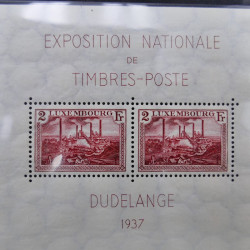 EXPOSITION NATIONALE
DE
TIMBRES-POSTE
2 LUXEMBOURG Fr
2 LUXEMBOURG Fr
DUDELANGE
1937